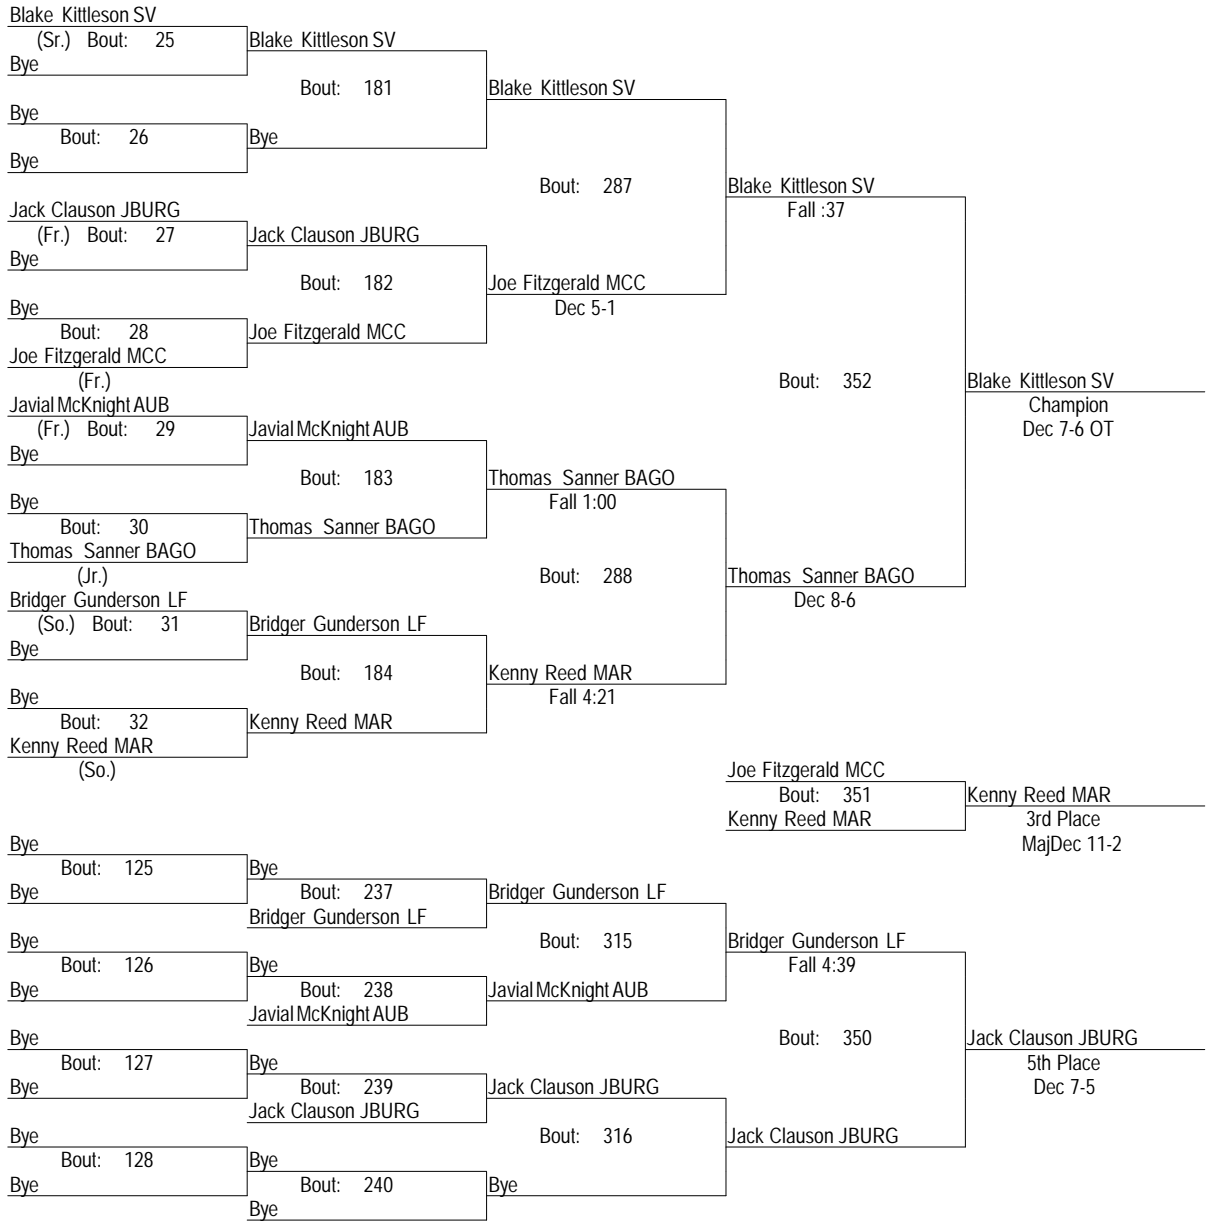 Blake Kittleson SV
(Sr.) Bout: 25
Bye
Blake Kittleson SV
Bout: 181
Bye
Bout: 26
Bye
Bye
Blake Kittleson SV
Bout: 287
Jack Clauson JBURG
(Fr.) Bout: 27
Bye
Jack Clauson JBURG
Bout: 182
Bye
Bout: 28
Joe Fitzgerald MCC
(Fr.)
Joe Fitzgerald MCC
Joe Fitzgerald MCC
Dec 5-1
Blake Kittleson SV
Fall :37
Bout: 352
Javial McKnight AUB
(Fr.) Bout: 29
Bye
Javial McKnight AUB
Bout: 183
Bye
Bout: 30
Thomas Sanner BAGO
(Jr.)
Thomas Sanner BAGO
Thomas Sanner BAGO
Fall 1:00
Bout: 288
Bridger Gunderson LF
(So.) Bout: 31
Bye
Bridger Gunderson LF
Bout: 184
Bye
Bout: 32
Kenny Reed MAR
(So.)
Kenny Reed MAR
Kenny Reed MAR
Fall 4:21
Thomas Sanner BAGO
Dec 8-6
Blake Kittleson SV
Champion
Dec 7-6 OT
Joe Fitzgerald MCC
Bout: 351
Kenny Reed MAR
Kenny Reed MAR
3rd Place
MajDec 11-2
Bye
Bout: 125
Bye
Bye
Bout: 237
Bridger Gunderson LF
Bridger Gunderson LF
Bout: 315
Bye
Bout: 126
Bye
Bye
Bout: 238
Javial McKnight AUB
Javial McKnight AUB
Bridger Gunderson LF
Fall 4:39
Bout: 350
Bye
Bout: 127
Bye
Bye
Bout: 239
Jack Clauson JBURG
Jack Clauson JBURG
Bout: 316
Bye
Bout: 128
Bye
Bye
Bout: 240
Bye
Bye
Jack Clauson JBURG
Jack Clauson JBURG
5th Place
Dec 7-5